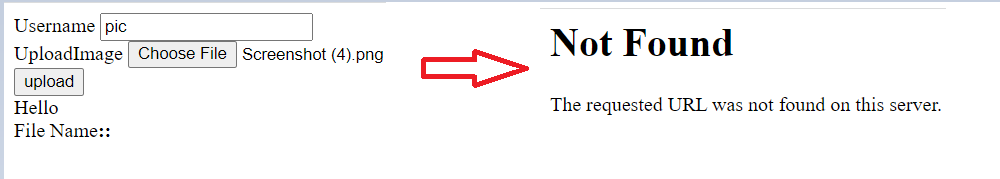 Username pic
UploadImage Choose File Screenshot (4).png
upload
Hello
File Name::
Not Found
The requested URL was not found on this server.